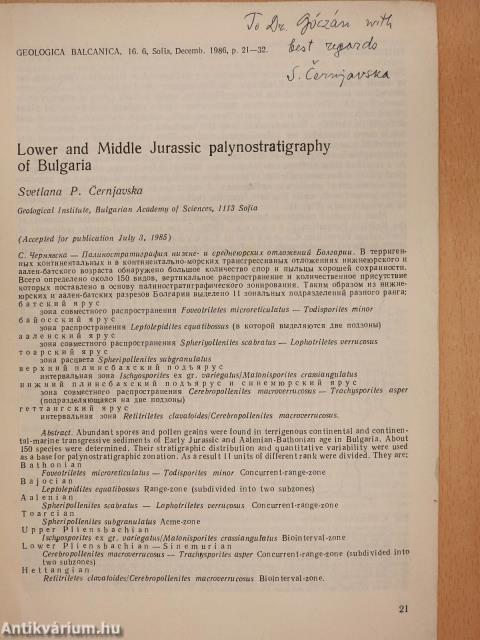 To Dr. Góczán with
best regards
S. Černjavska
GEOLOGICA BALCANICA, 16. 6, Sofia, Decemb. 1986, p. 21—32.
Lower and Middle Jurassic palynostratigraphy
of Bulgaria
Svetlana P. Černjavska
Geological Institute, Bulgarian Academy of Sciences, 1113 Sofia
(Accepted for publication July 3, 1985)
С. Чернявска — Палиностратиграфия нижне- и среднеюрских отложений Болгарии. В терриген-
ных континентальных и в континентально-морских трансгрессивных отложениях нижнеюрского и
аален-батского возраста обнаружено большое количество спор и пыльцы хорошей сохранности.
Всего определено около 150 видов, вертикальное распространение и количественное присутствие
которых поставлено в основу палиностратиграфического зонирования. Таким образом из нижне-
юрских и аален-батских разрезов Болгарии выделено 11 зональных подразделений разного ранга:
батский ярус
зона совместного распространения Foveotriletes microreticulatus — Todisporites minor
байосский ярус
зона распространения Leptolepidites equatibossus (в которой выделяются две подзоны)
ааленский ярус
зона совместного распространения Spheripollenites scabratus — Lophotriletes verrucosus
тоарский ярус
зона расцвета Spheripollenites subgranulatus
верхний плинсбахский подъярус
интервальная зона Ischyosporites ex gr. variegatus/Matonisporites crassiangulatus
нижний плинсбахский подъярус и синемюрский ярус
зона совместного распространения Cerebropollenites macroverrucosus — Trachysporites asper
(подразделяющаяся на две подзоны)
геттангский ярус
интервальная зона Retitriletes clavatoides/Cerebropollenites macroverrucosus.
Abstract. Abundant spores and pollen grains were found in terrigenous continental and continen-
tal-marine transgressive sediments of Early Jurassic and Aalenian-Bathonian age in Bulgaria. About
150 species were determined. Their stratigraphic distribution and quantitative variability were used
as a base for palynostratigraphic zonation. As a result 11 units of different rank were divided. They are:
Bathonian
Foveotriletes microreticulatus — Todisporites minor Concurrent-range-zone
Bajocian
Leptolepidites equatibossus Range-zone (subdivided into two subzones)
Aalenian
Spheripollenites scabratus — Lophotriletes verrucosus Concurrent-range-zone
Toarcian
Spheripollenites subgranulatus Acme-zone
Upper Pliensbachian
Ischyosporites ex gr. variegatus/Matonisporites crassiangulatus Biointerval-zone
Lower Pliensbachian — Sinemurian
Cerebropollenites macroverrucosus — Trachysporites asper Concurrent-range-zone (subdivided into
two subzones)
Hettangian
Retitriletes clavatoides/Cerebropollenites macroverrucosus Biointerval-zone.
21
Antikvárium.hu